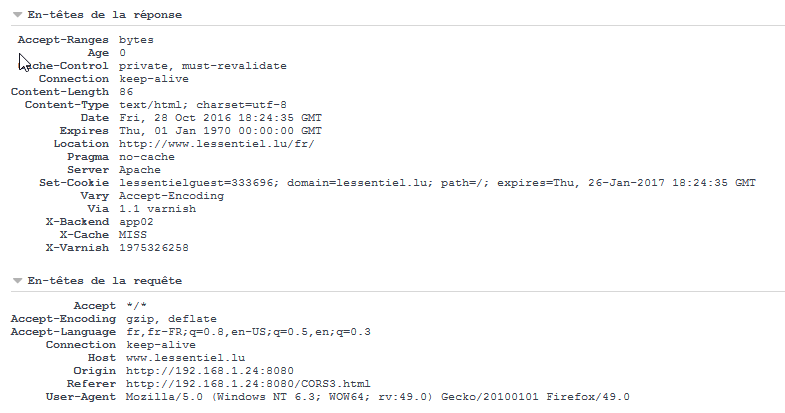 En-têtes de la réponse
Accept-Ranges bytes
Age 0
Cache-Control private, must-revalidate
Connection keep-alive
Content-Length 86
Content-Type text/html; charset=utf-8
Date Fri, 28 Oct 2016 18:24:35 GMT
Expires Thu, 01 Jan 1970 00:00:00 GMT
Location http://www.lessentiel.lu/fr/
Pragma no-cache
Server Apache
Set-Cookie lessentielguest=333696; domain=lessentiel.lu; path=/; expires=Thu, 26-Jan-2017 18:24:35 GMT
Vary Accept-Encoding
Via 1.1 varnish
X-Backend app02
X-Cache MISS
X-Varnish 1975326258
En-têtes de la requête
Accept */*
Accept-Encoding gzip, deflate
Accept-Language fr,fr-FR;q=0.8,en-US;q=0.5,en;q=0.3
Connection keep-alive
Host www.lessentiel.lu
Origin http://192.168.1.24:8080
Referer http://192.168.1.24:8080/CORS3.html
User-Agent Mozilla/5.0 (Windows NT 6.3; WOW64; rv:49.0) Gecko/20100101 Firefox/49.0